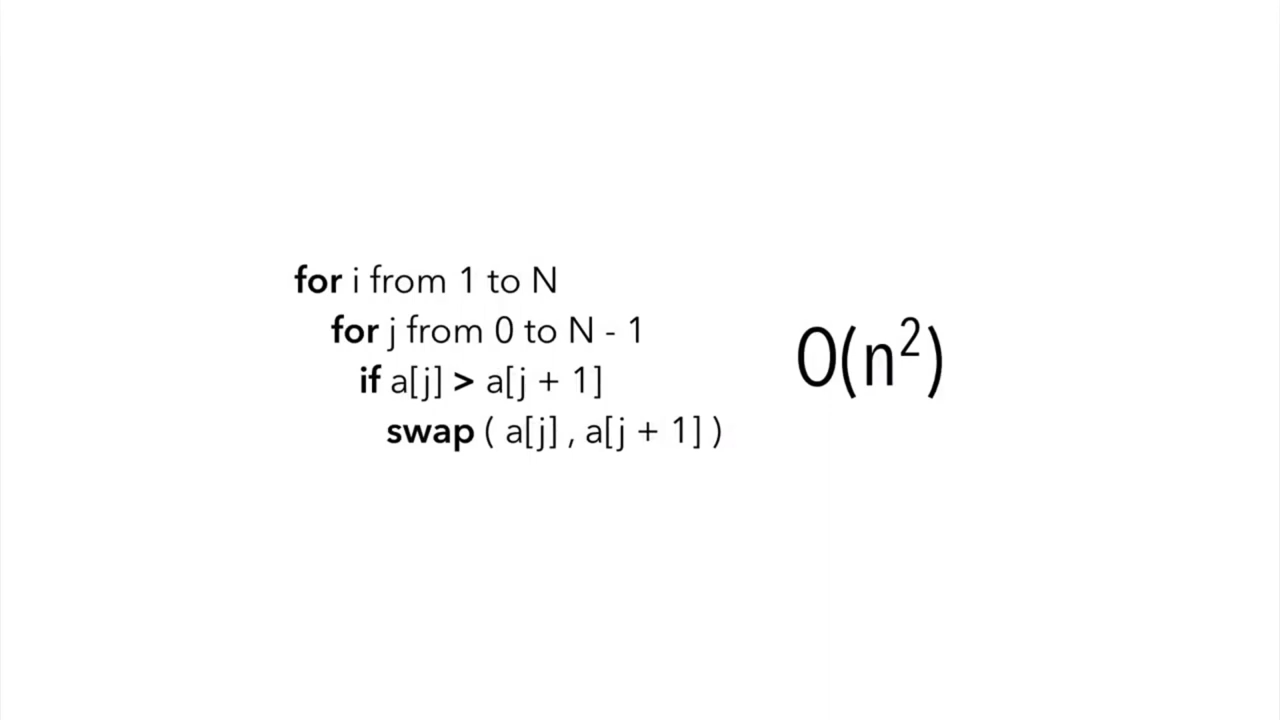 for i from 1 to N
for j from 0 to N - 1
if a[j] > a[j + 1]
swap ( a[j] , a[j + 1] )
O(n²)